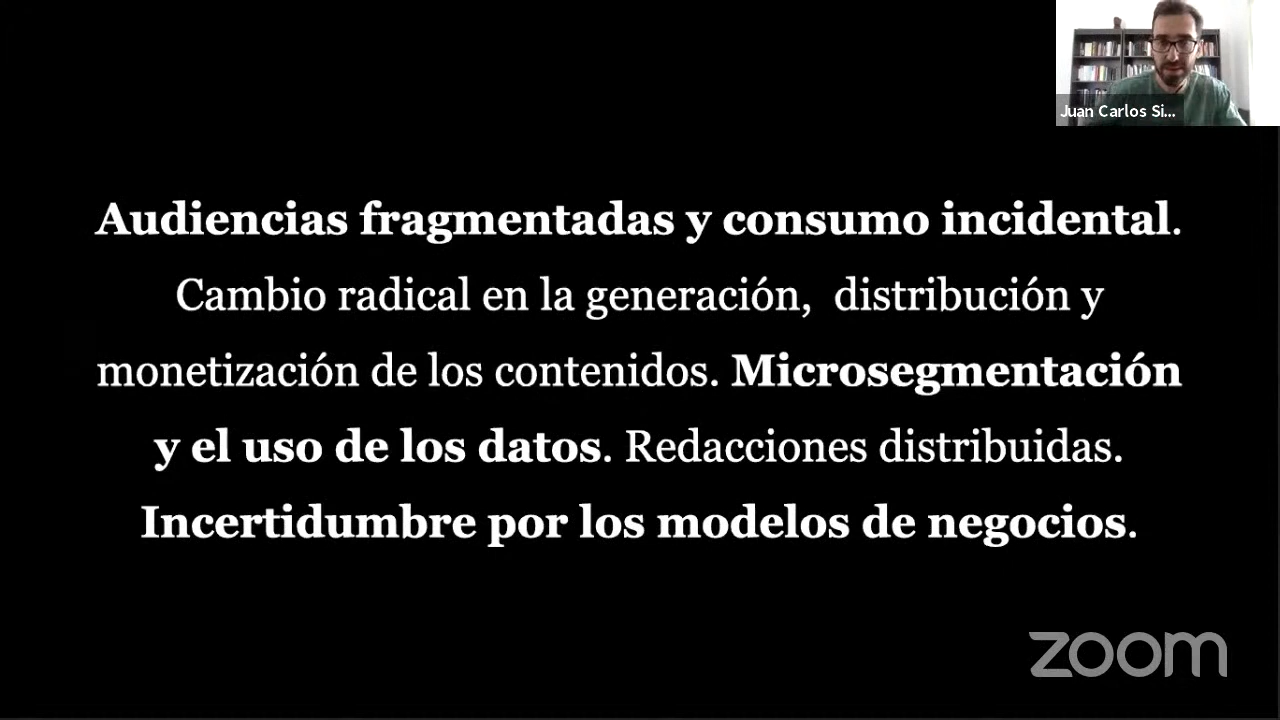 Juan Carlos Si...
Audiencias fragmentadas y consumo incidental.
Cambio radical en la generación, distribución y
monetización de los contenidos. Microsegmentación
y el uso de los datos. Redacciones distribuidas.
Incertidumbre por los modelos de negocios.
zoom